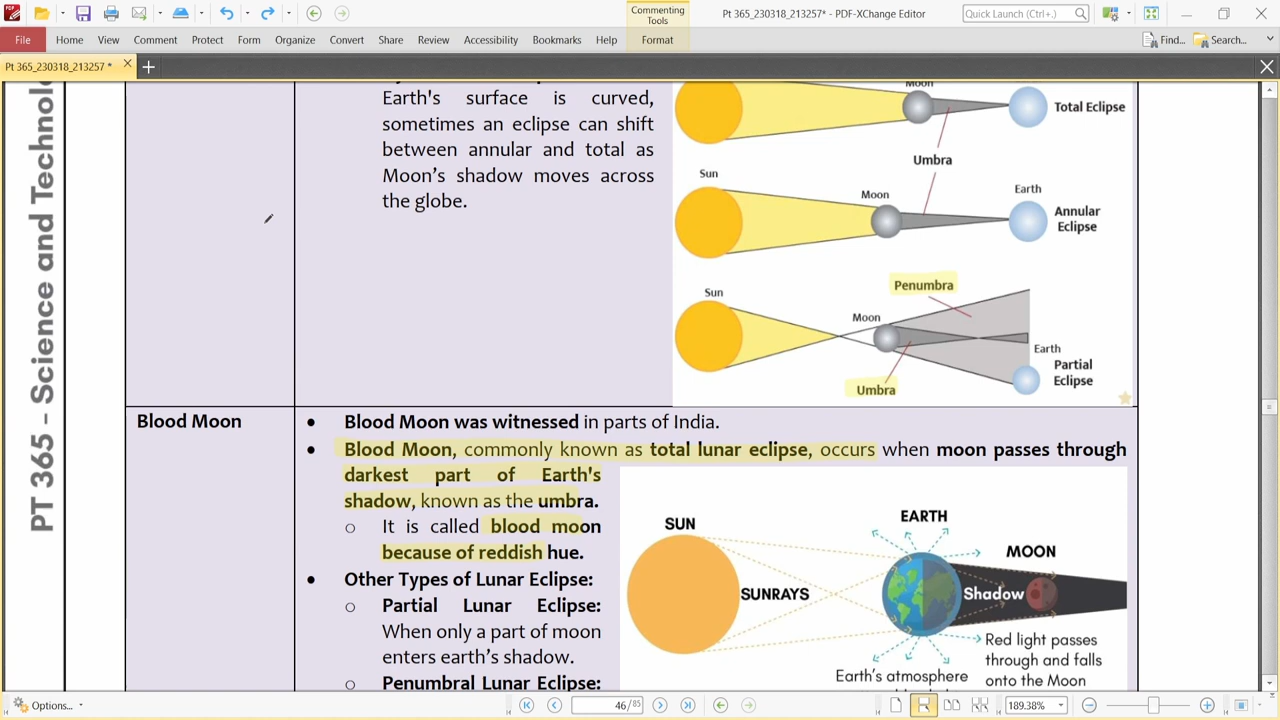 Commenting
Tools
Pt 365_230318_213257* - PDF-XChange Editor
Quick Launch (Ctrl+.)
File
Home
View
Comment
Protect
Form
Organize
Convert
Share
Review
Accessibility
Bookmarks
Help
Format
Find...
Search...
Pt 365_230318_213257 *
PT 365 - Science and Technolo
Earth's surface is curved,
sometimes an eclipse can shift
between annular and total as
Moon's shadow moves across
the globe.
Moon
Total Eclipse
Umbra
Sun
Moon
Earth
Annular
Eclipse
Penumbra
Sun
Moon
Earth
Partial
Eclipse
Umbra
Blood Moon
• Blood Moon was witnessed in parts of India.
• Blood Moon, commonly known as total lunar eclipse, occurs when moon passes through
darkest part of Earth's
shadow, known as the umbra.
o It is called blood moon
because of reddish hue.
• Other Types of Lunar Eclipse:
o Partial Lunar Eclipse:
When only a part of moon
enters earth's shadow.
o Penumbral Lunar Eclipse:
SUN
EARTH
MOON
SUNRAYS
Shadow
Red light passes
through and falls
onto the Moon
Earth's atmosphere
Options...
46 /85
189.38%